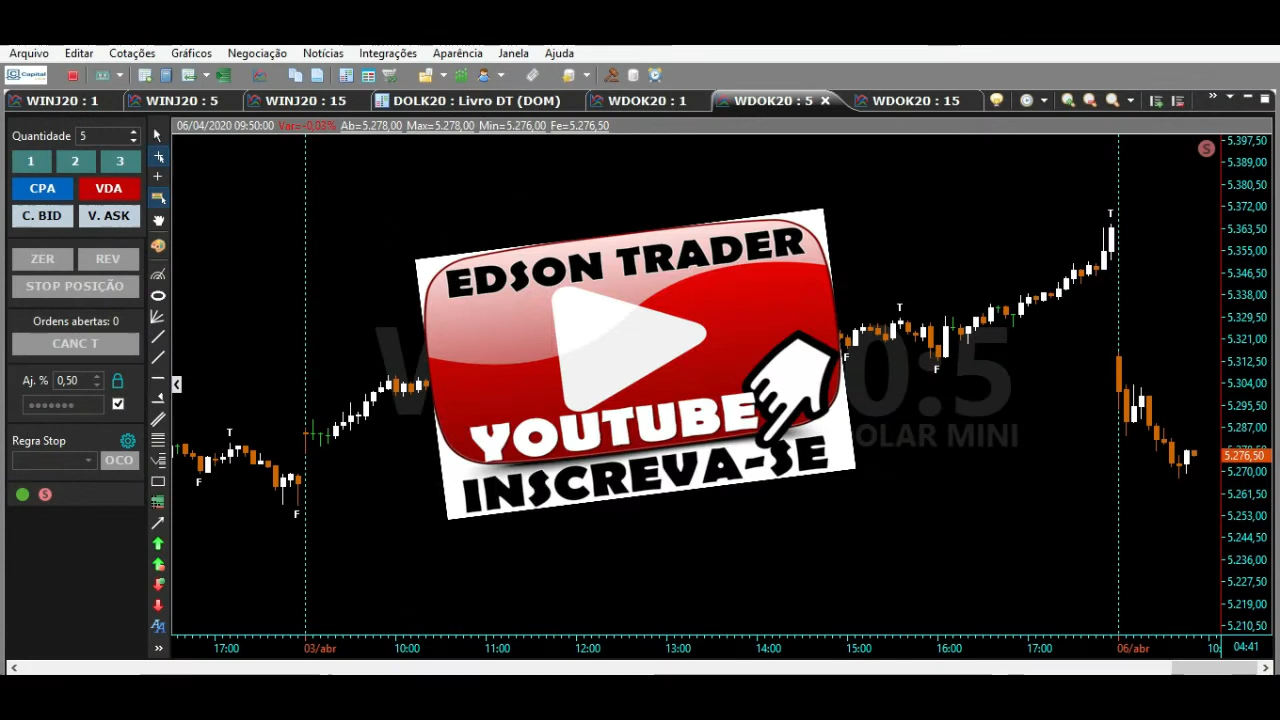 Arquivo Editar Cotações Gráficos Negociação Notícias Integrações Aparência Janela Ajuda
Capital
WINJ20 : 1 WINJ20 : 5 WINJ20 : 15 DOLK20 : Livro DT (DOM) WDOK20 : 1 WDOK20 : 5 WDOK20 : 15
Quantidade 5
06/04/2020 09:50:00 Var=-0,03% Ab=5.278,00 Max=5.278,00 Min=5.276,00 Fe=5.276,50
1 2 3
CPA VDA
C. BID V. ASK
ZER REV
STOP POSIÇÃO
Ordens abertas: 0
CANC T
Aj. % 0,50
Regra Stop
OCO
S
EDSON TRADER
YOUTUBE
INSCREVA-SE
W 0:5
OLAR MINI
T
F
F
T
F
T
F
T
S
5.397,50
5.389,00
5.380,50
5.372,00
5.363,50
5.355,00
5.346,50
5.338,00
5.329,50
5.321,00
5.312,50
5.304,00
5.295,50
5.287,00
5.276,50
5.270,00
5.261,50
5.253,00
5.244,50
5.236,00
5.227,50
5.219,00
5.210,50
17:00 03/abr 10:00 11:00 12:00 13:00 14:00 15:00 16:00 17:00 06/abr 10: 04:41